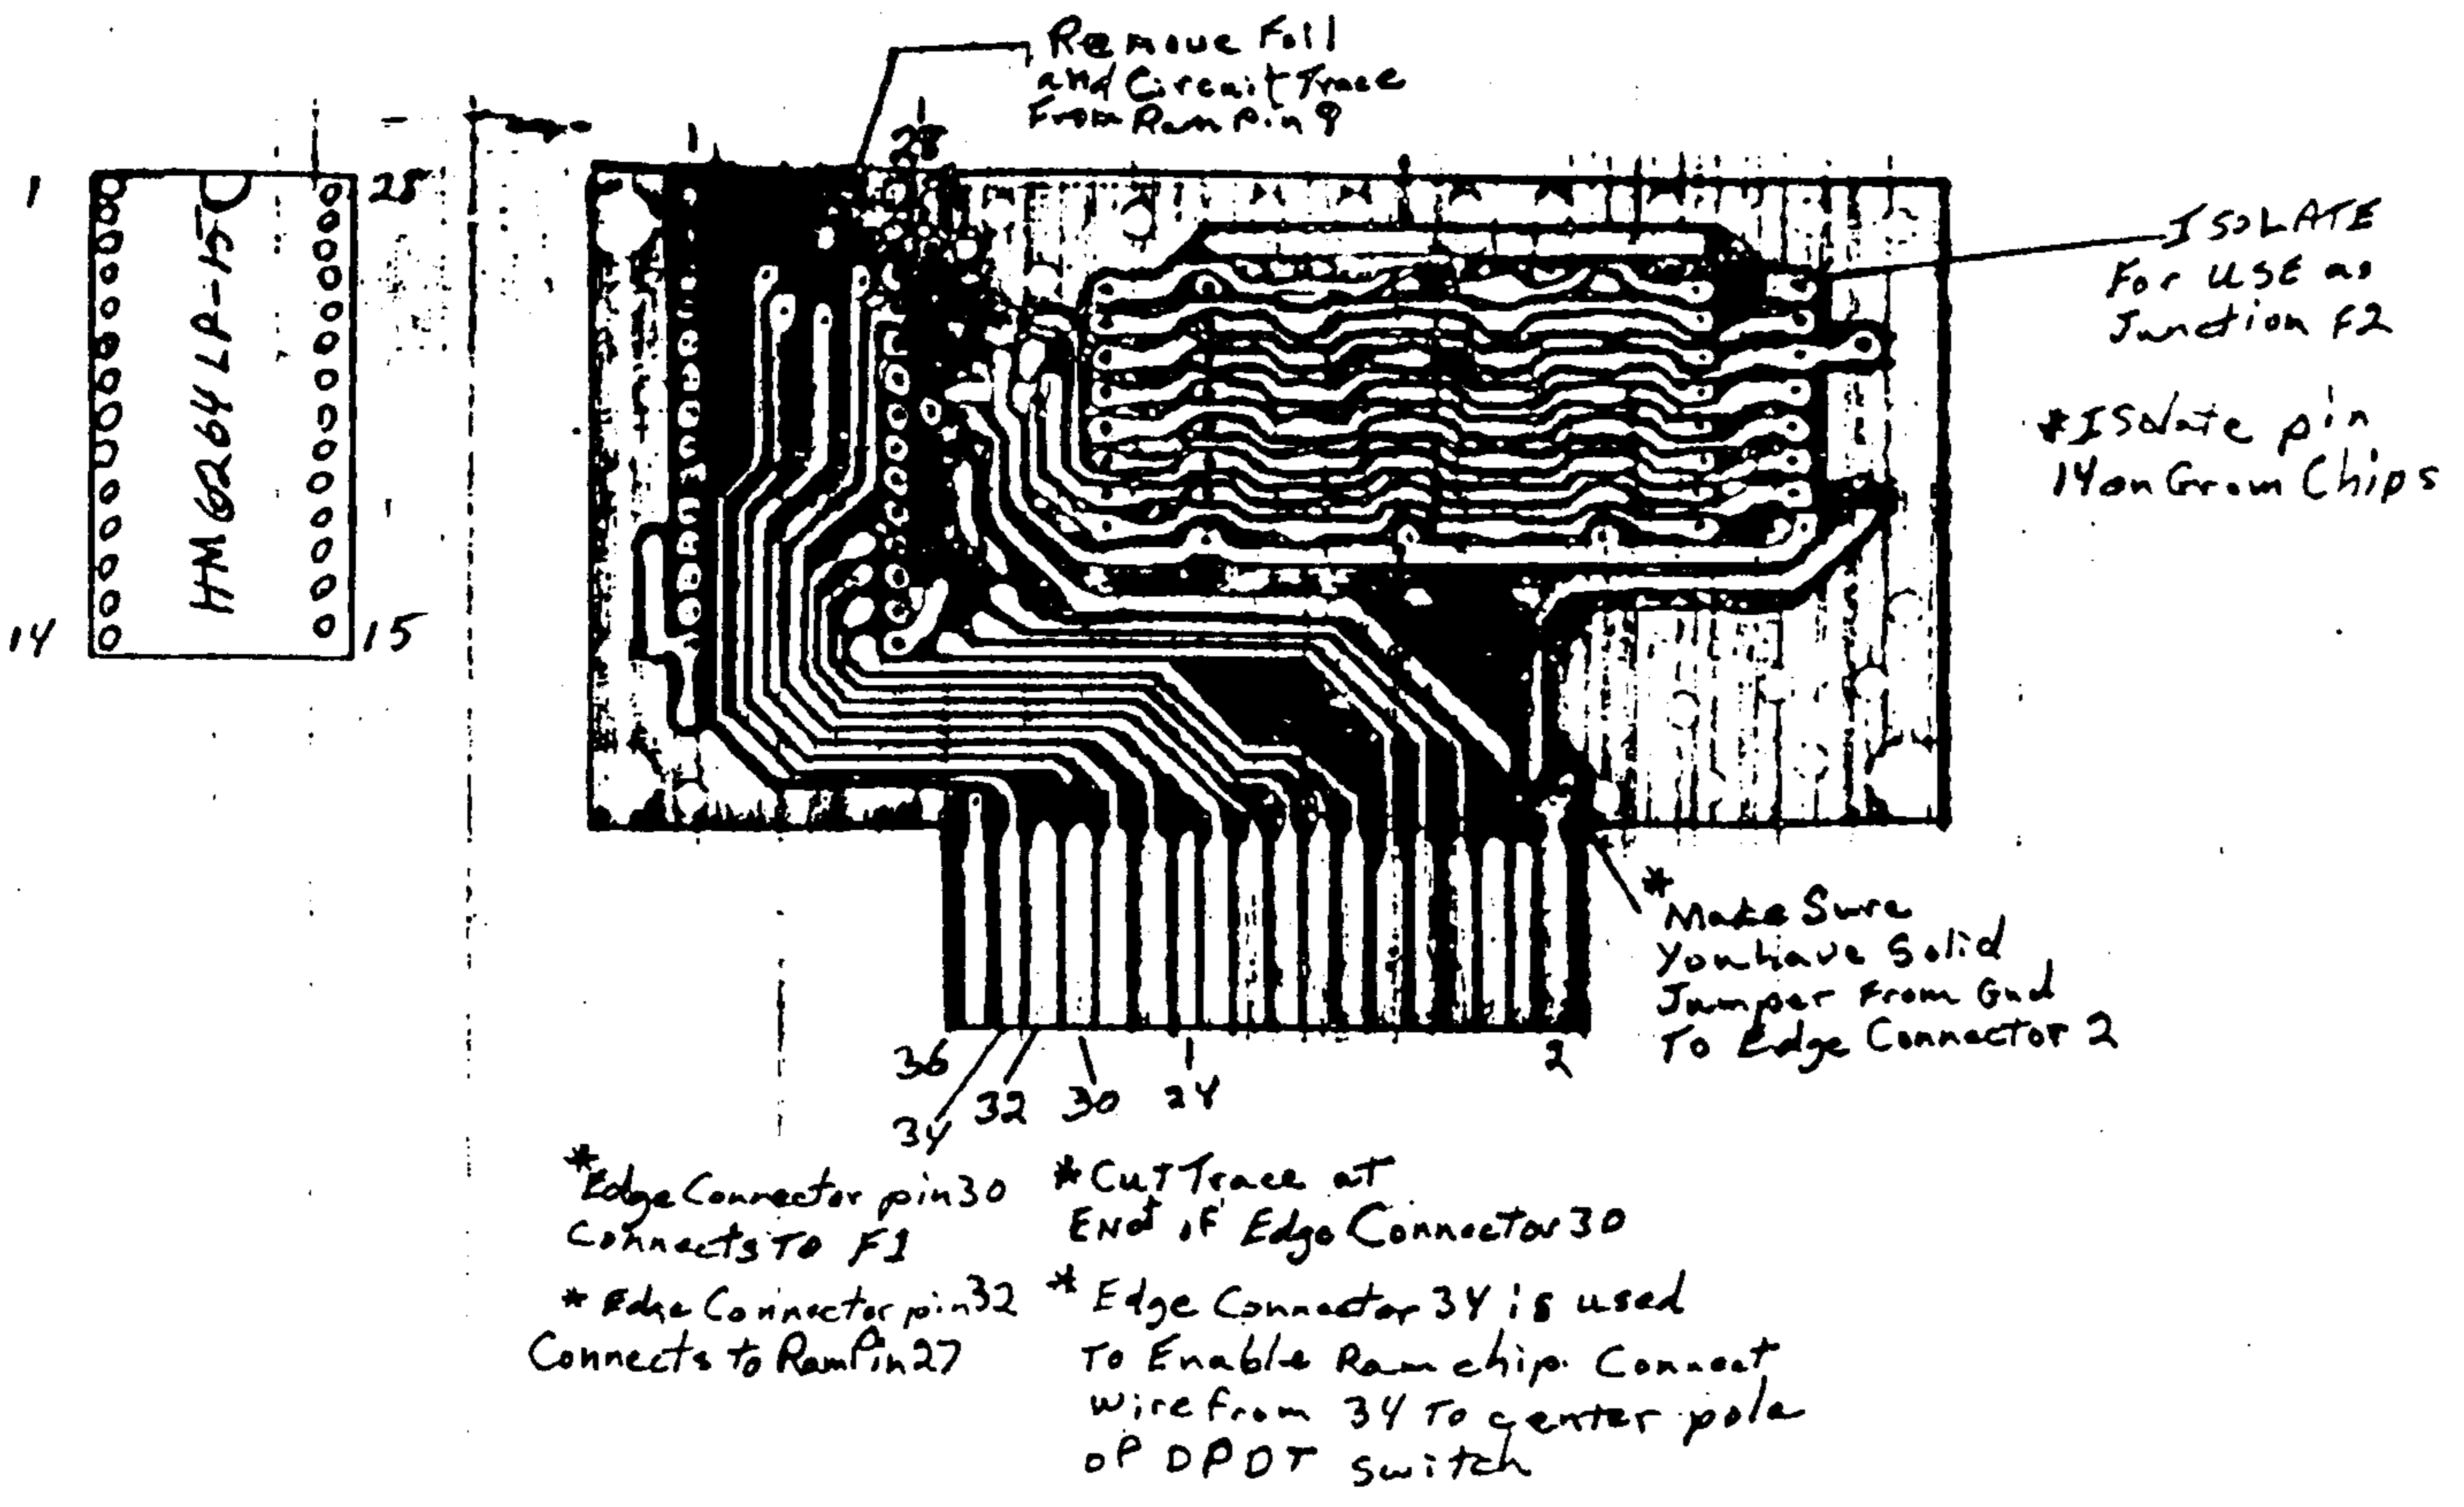 Remove Foil
and Circuit Trace
From Ram Pin 9
1
28
1
25
HM6264LP-15
14
15
ISOLATE
For USE as
Junction F2
*ISolate pin
14 on Grom Chips
*
Make Sure
You have Solid
Jumper From Gnd
To Edge Connector 2
36
34
32
30
24
2
*
Edge Connector pin 30
Connects To F1
* Edge Connector pin 32
Connects to Ram Pin 27
*Cut Trace at
End of Edge Connector 30
* Edge Connector 34 is used
To Enable Ram chip. Connect
wire from 34 To center pole
of DPDT switch